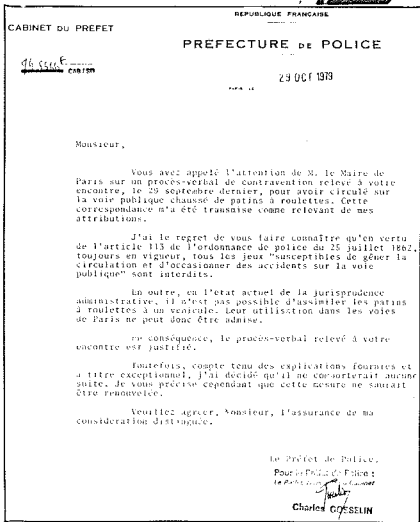 REPUBLIQUE FRANÇAISE
CABINET DU PREFET
PREFECTURE DE POLICE
CAB
PARIS LE
29 OCT 1979
Monsieur,
Vous avez appelé l'attention de M. le Maire de
Paris sur un procès-verbal de contravention relevé à votre
encontre, le 29 septembre dernier, pour avoir circulé sur
la voie publique chaussé de patins à roulettes. Cette
correspondance m'a été transmise comme relevant de mes
attributions.
J'ai le regret de vous faire connaître qu'en vertu
de l'article 113 de l'ordonnance de police du 25 juillet 1862,
toujours en vigueur, tous les jeux "susceptibles de gêner la
circulation et d'occasionner des accidents sur la voie
publique" sont interdits.
En outre, en l'état actuel de la jurisprudence
administrative, il n'est pas possible d'assimiler les patins
à roulettes à un véhicule. Leur utilisation dans les voies
de Paris ne peut donc être admise.
En conséquence, le procès-verbal relevé à votre
encontre est justifié.
Toutefois, compte tenu des explications fournies et
à titre exceptionnel, j'ai décidé qu'il ne comporterait aucune
suite. Je vous précise cependant que cette mesure ne saurait
être renouvelée.
Veuillez agréer, Monsieur, l'assurance de ma
considération distinguée.
Le Préfet de Police,
Pour le Préfet de Police :
Le Préfet
Charles GOSSELIN